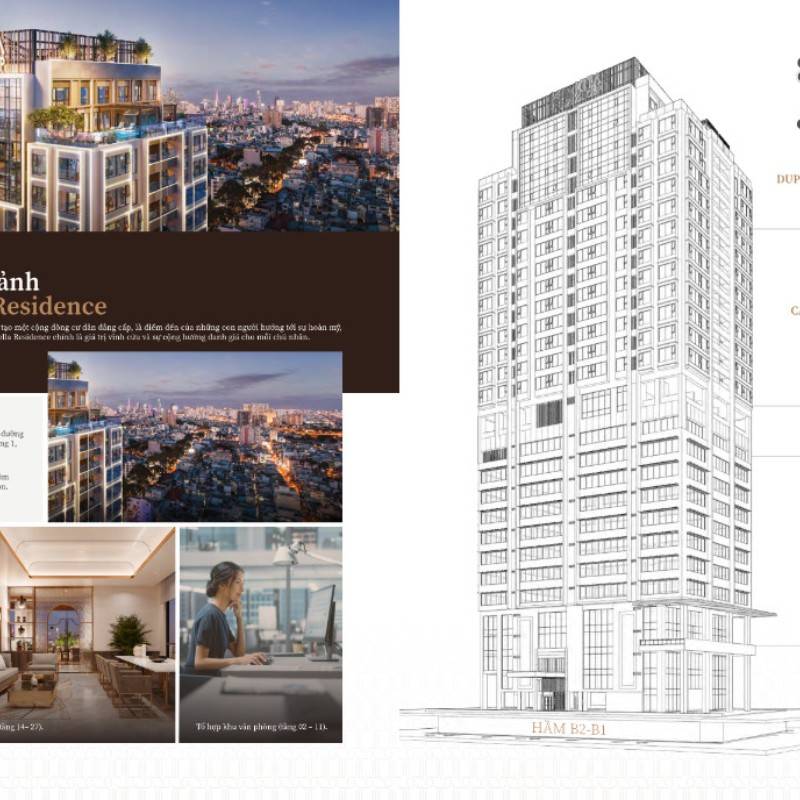 ảnh
Residence
tạo một cộng đồng cư dân đẳng cấp, là điểm đến của những con người hướng tới sự hoàn mỹ,
ella Residence chính là giá trị vĩnh cửu và sự cộng hưởng danh giá cho mỗi chủ nhân.
đường
ng 1,
ôn.
tầng 14– 27).
Tổ hợp khu văn phòng (tầng 02 – 11).
DUP
CA
HẦM B2-B1